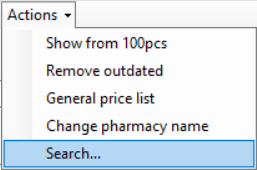 Actions
Show from 100pcs
Remove outdated
General price list
Change pharmacy name
Search...